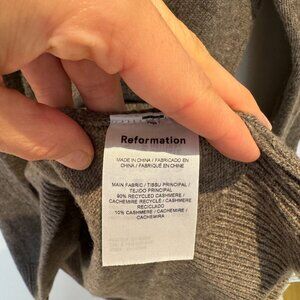 Reformation
MADE IN CHINA / FABRICADO EN
CHINA / FABRIQUÉ EN CHINE
MAIN FABRIC / TISSU PRINCIPAL /
TEJIDO PRINCIPAL
90% RECYCLED CASHMERE /
CACHEMIRE RECYCLÉ / CASHMERE
RECICLADO
10% CASHMERE / CACHEMIRE /
CACHEMIRA